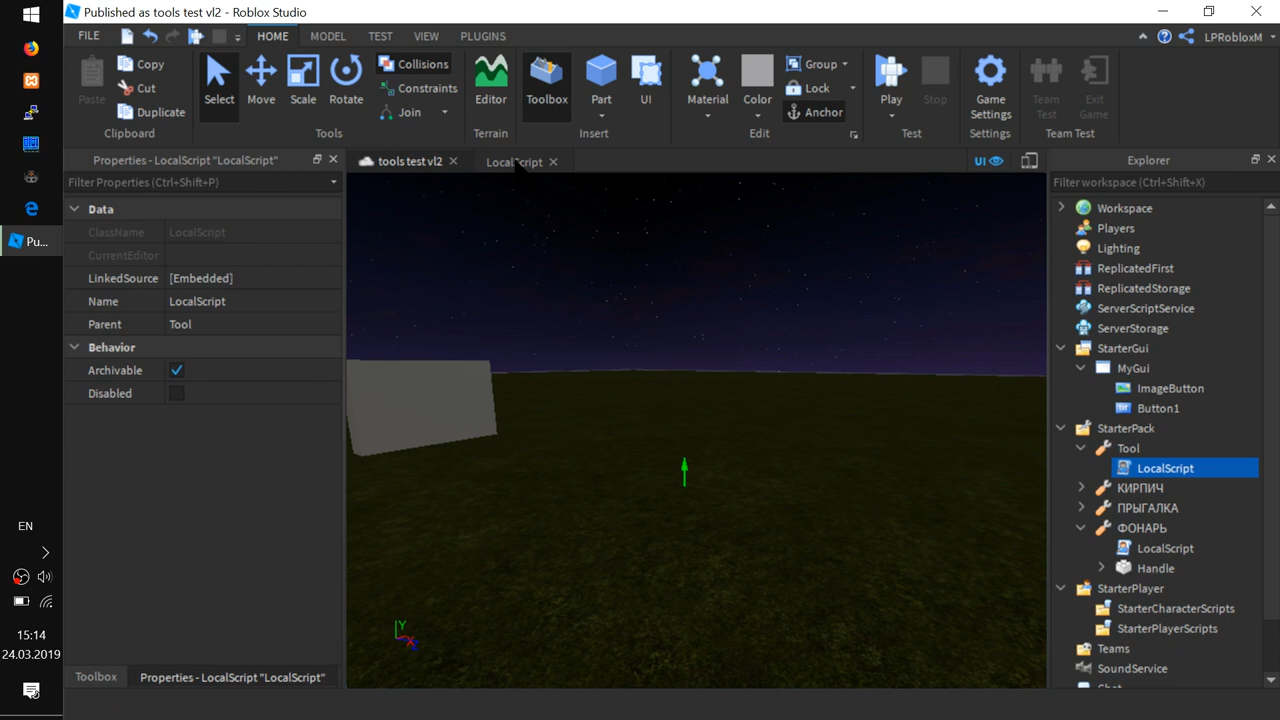 Published as tools test vl2 - Roblox Studio
FILE HOME MODEL TEST VIEW PLUGINS LPRobloxM
Paste Copy Cut Duplicate
Clipboard
Select Move Scale Rotate Collisions Constraints Join
Tools
Editor
Terrain
Toolbox Part UI
Insert
Material Color Group Lock Anchor
Edit
Play Stop
Test
Game Settings
Settings
Team Test Exit Game
Team Test
Properties - LocalScript "LocalScript"
Filter Properties (Ctrl+Shift+P)
Data
ClassName LocalScript
CurrentEditor
LinkedSource [Embedded]
Name LocalScript
Parent Tool
Behavior
Archivable
Disabled
Toolbox Properties - LocalScript "LocalScript"
tools test vl2 LocalScript UI
Y
X
Z
Explorer
Filter workspace (Ctrl+Shift+X)
Workspace
Players
Lighting
ReplicatedFirst
ReplicatedStorage
ServerScriptService
ServerStorage
StarterGui
MyGui
ImageButton
Button1
StarterPack
Tool
LocalScript
КИРПИЧ
ПРЫГАЛКА
ФОНАРЬ
LocalScript
Handle
StarterPlayer
StarterCharacterScripts
StarterPlayerScripts
Teams
SoundService
Pu...
EN
15:14
24.03.2019